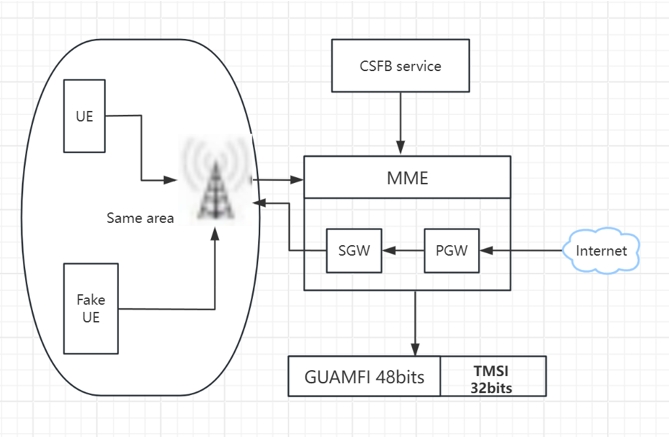 CSFB service
UE
MME
Same area
SGW
PGW
Internet
Fake
UE
GUAMFI 48bits
TMSI
32bits